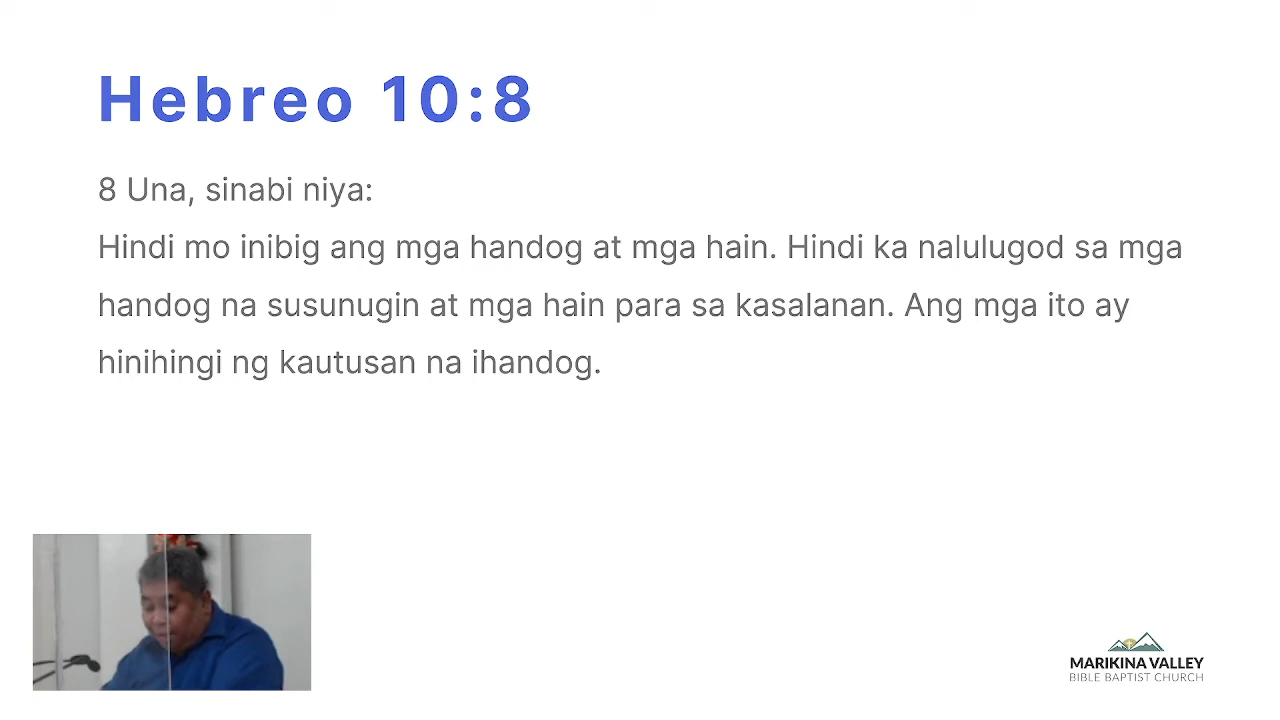 Hebreo 10:8
8 Una, sinabi niya:
Hindi mo inibig ang mga handog at mga hain. Hindi ka nalulugod sa mga
handog na susunugin at mga hain para sa kasalanan. Ang mga ito ay
hinihingi ng kautusan na ihandog.
MARIKINA VALLEY
BIBLE BAPTIST CHURCH